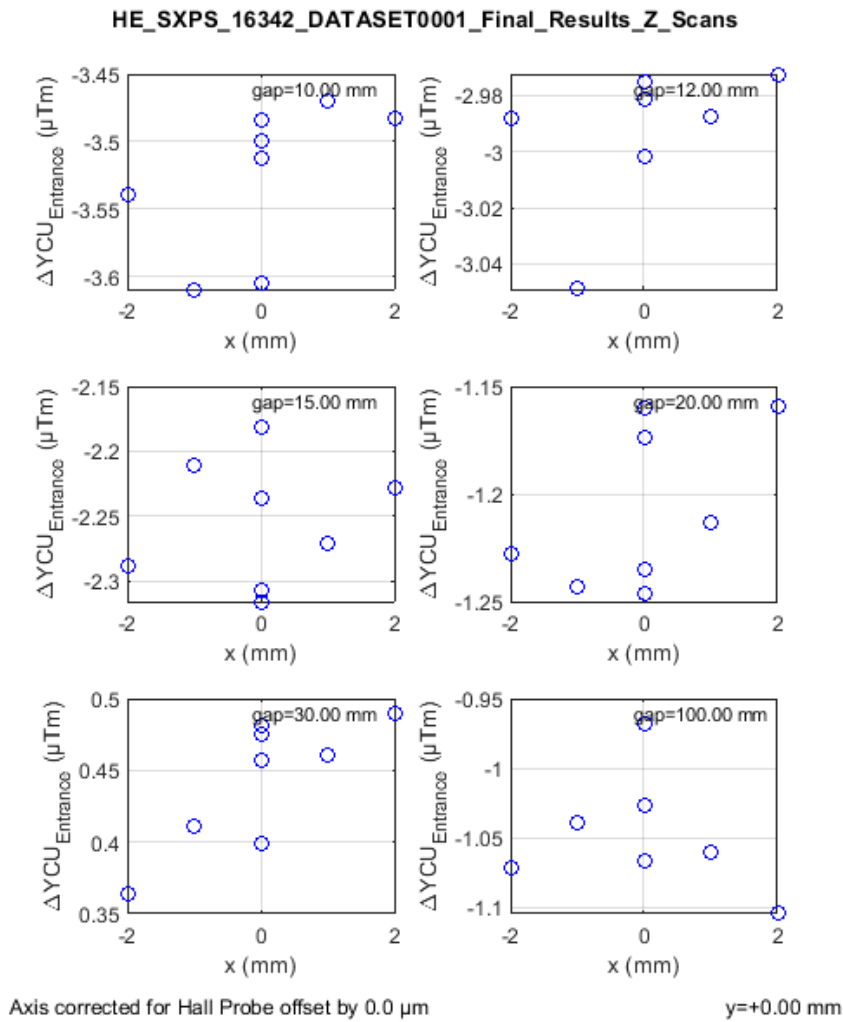 HE_SXPS_16342_DATASET0001_Final_Results_Z_Scans
gap=10.00 mm
ΔYCU_Entrance (µTm)
-3.45
-3.5
-3.55
-3.6
-2 0 2
x (mm)
gap=12.00 mm
ΔYCU_Entrance (µTm)
-2.98
-3
-3.02
-3.04
-2 0 2
x (mm)
gap=15.00 mm
ΔYCU_Entrance (µTm)
-2.15
-2.2
-2.25
-2.3
-2 0 2
x (mm)
gap=20.00 mm
ΔYCU_Entrance (µTm)
-1.15
-1.2
-1.25
-2 0 2
x (mm)
gap=30.00 mm
ΔYCU_Entrance (µTm)
0.5
0.45
0.4
0.35
-2 0 2
x (mm)
gap=100.00 mm
ΔYCU_Entrance (µTm)
-0.95
-1
-1.05
-1.1
-2 0 2
x (mm)
Axis corrected for Hall Probe offset by 0.0 µm
y=+0.00 mm